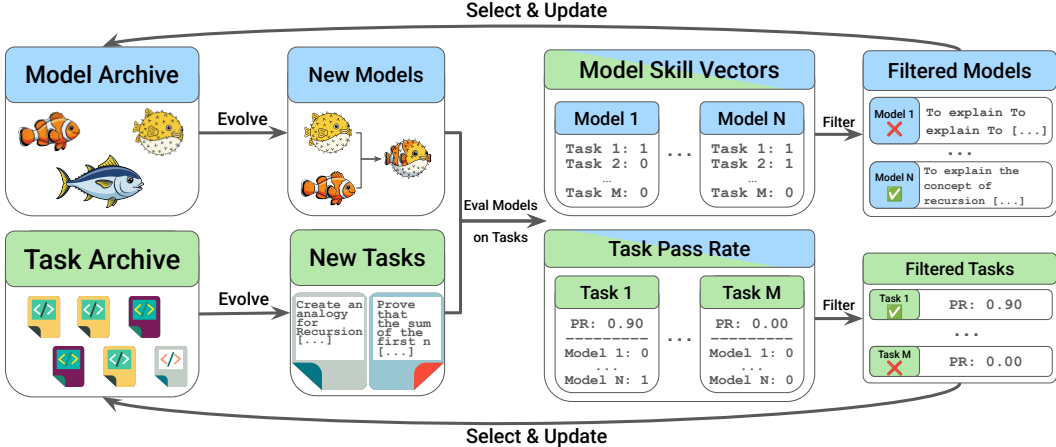 Select & Update
Model Archive
Evolve
New Models
Model Skill Vectors
Model 1
Task 1: 1
Task 2: 0
...
Task M: 0
...
Model N
Task 1: 1
Task 2: 1
...
Task M: 0
Filter
Filtered Models
Model 1
To explain To
explain To [...]
...
Model N
To explain the
concept of
recursion [...]
Eval Models
on Tasks
Task Archive
</>
</>
</>
<>
</>
</>
Evolve
New Tasks
Create an
analogy
for
Recursion
[...]
Prove
that
the sum
of the
first n
[...]
Task Pass Rate
Task 1
PR: 0.90
----------
Model 1: 0
...
Model N: 1
...
Task M
PR: 0.00
----------
Model 1: 0
...
Model N: 0
Filter
Filtered Tasks
Task 1
PR: 0.90
...
Task M
PR: 0.00
Select & Update